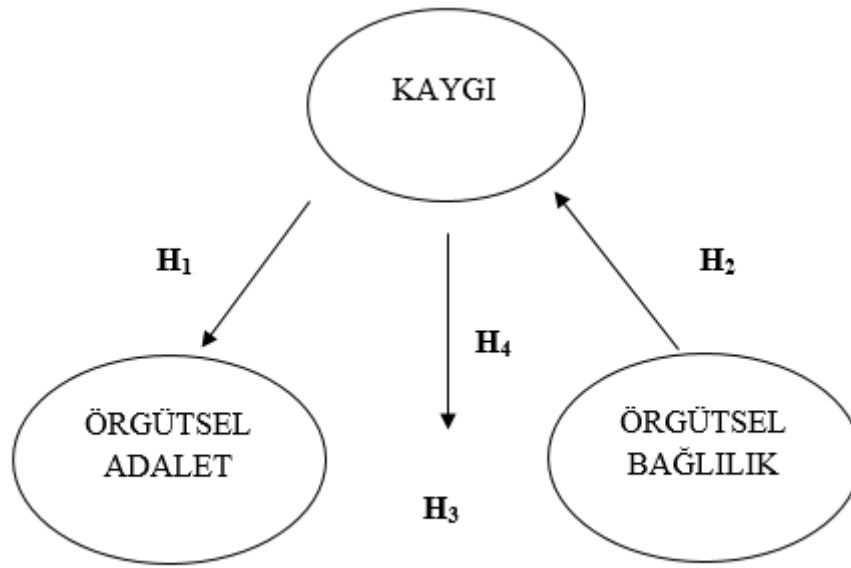 KAYGI
H₁
H₂
H₄
ÖRGÜTSEL
ADALET
ÖRGÜTSEL
BAĞLILIK
H₃